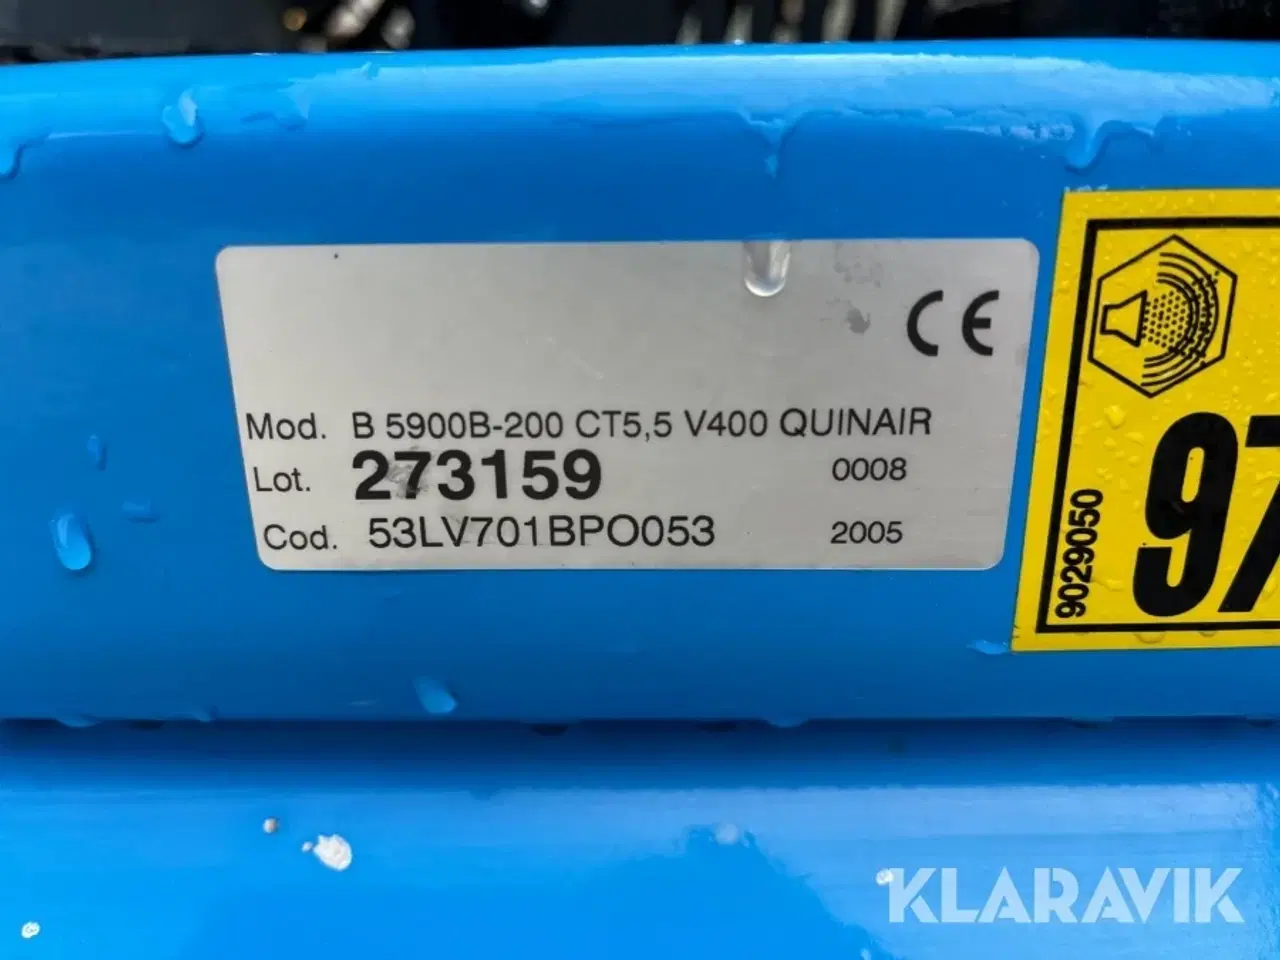 CE
Mod. B 5900B-200 CT5,5 V400 QUINAIR
Lot. 273159 0008
Cod. 53LV701BPO053 2005
9029050
97
KLARAVIK